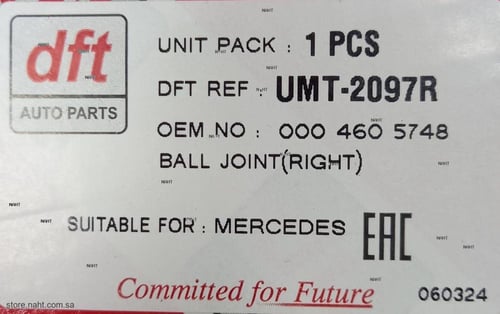 dft
AUTO PARTS
UNIT PACK : 1 PCS
DFT REF : UMT-2097R
OEM NO : 000 460 5748
BALL JOINT(RIGHT)
SUITABLE FOR : MERCEDES
EAC
Committed for Future
060324
store.naht.com.sa